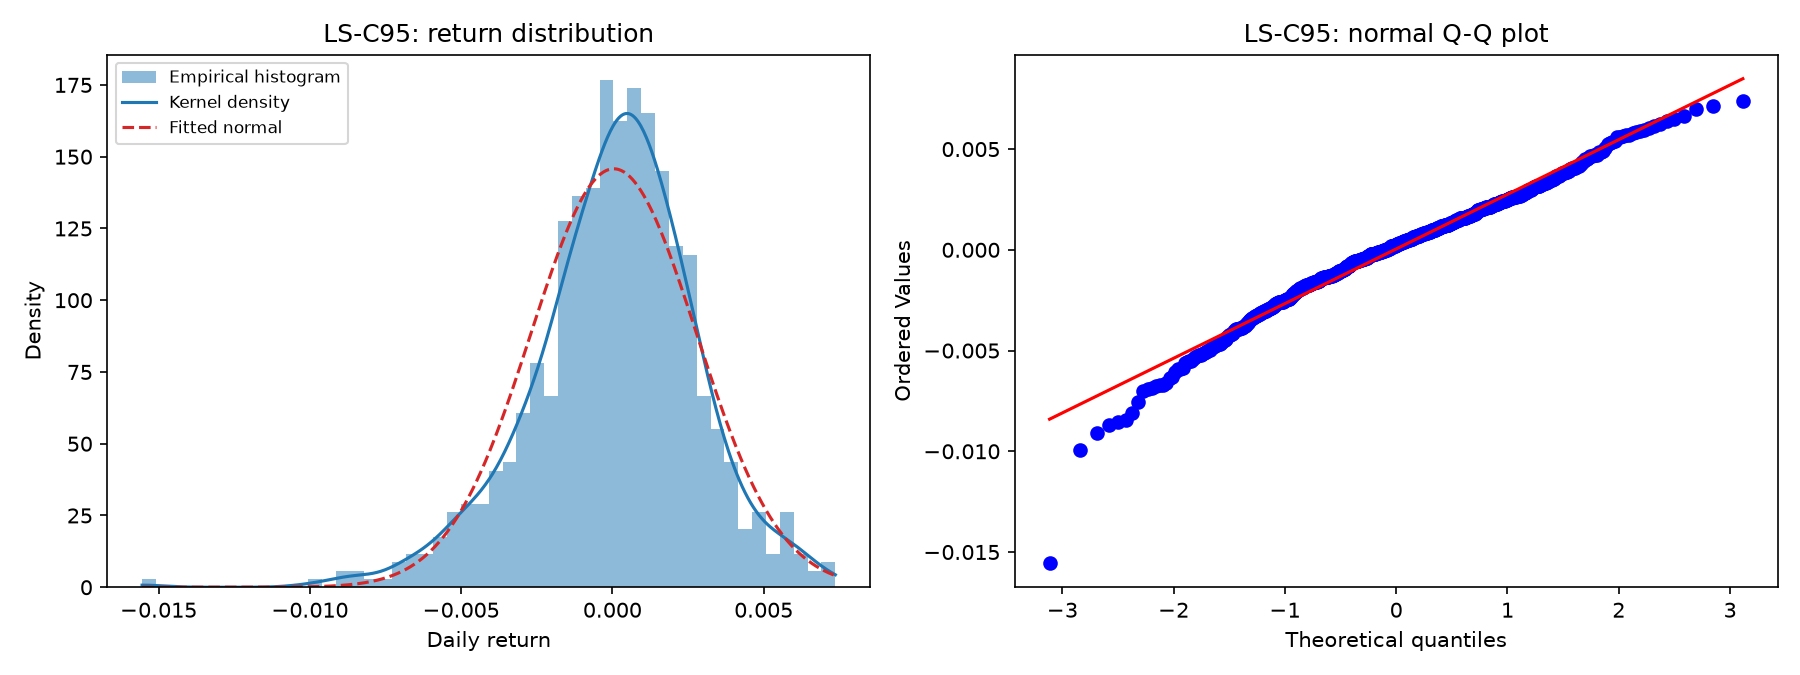 LS-C95: return distribution
Empirical histogram
Kernel density
Fitted normal
175
150
125
100
75
50
25
0
Density
−0.015
−0.010
−0.005
0.000
0.005
Daily return
LS-C95: normal Q-Q plot
0.005
0.000
−0.005
−0.010
−0.015
Ordered Values
−3
−2
−1
0
1
2
3
Theoretical quantiles